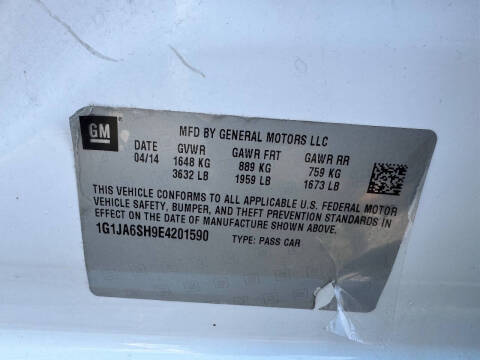 GM
MFD BY GENERAL MOTORS LLC
DATE GVWR GAWR FRT GAWR RR
04/14 1648 KG 889 KG 759 KG
3632 LB 1959 LB 1673 LB
THIS VEHICLE CONFORMS TO ALL APPLICABLE U.S. FEDERAL MOTOR
VEHICLE SAFETY, BUMPER, AND THEFT PREVENTION STANDARDS IN
EFFECT ON THE DATE OF MANUFACTURE SHOWN ABOVE.
1G1JA6SH9E4201590 TYPE: PASS CAR